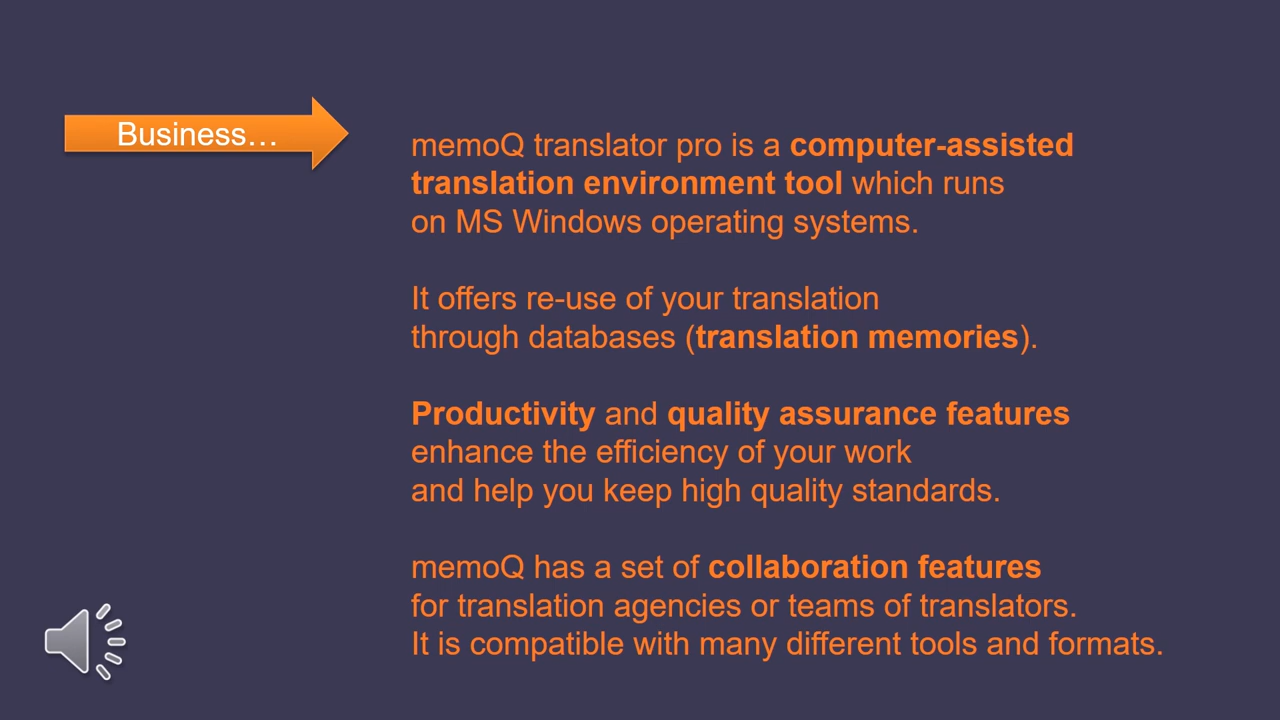 Business…
memoQ translator pro is a computer-assisted
translation environment tool which runs
on MS Windows operating systems.
It offers re-use of your translation
through databases (translation memories).
Productivity and quality assurance features
enhance the efficiency of your work
and help you keep high quality standards.
memoQ has a set of collaboration features
for translation agencies or teams of translators.
It is compatible with many different tools and formats.